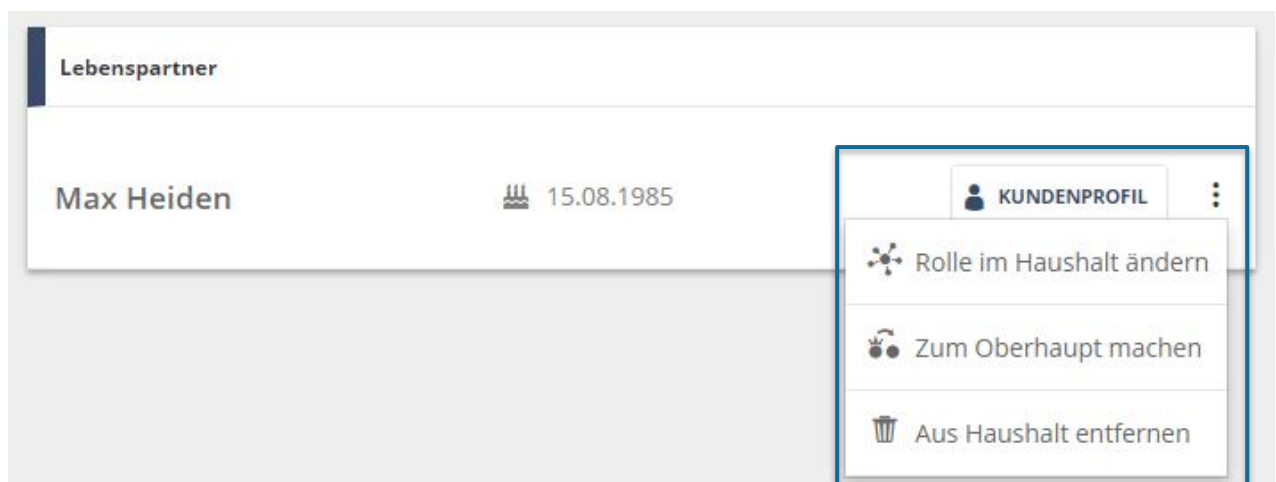 Lebenspartner
Max Heiden
15.08.1985
KUNDENPROFIL
Rolle im Haushalt ändern
Zum Oberhaupt machen
Aus Haushalt entfernen